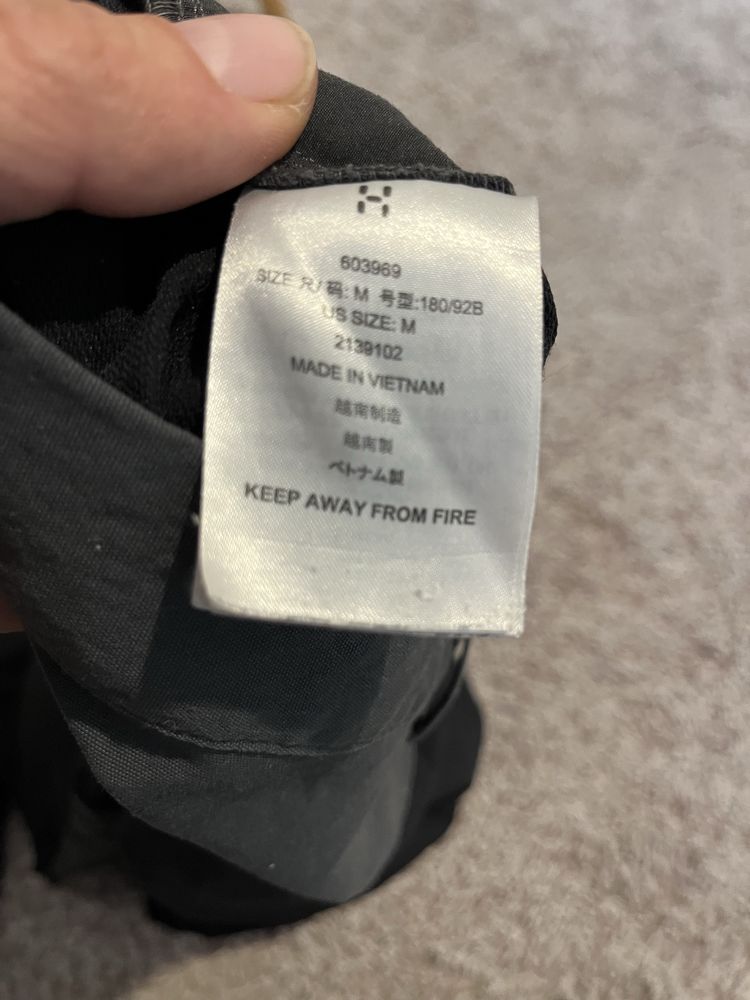 603969
SIZE 尺/码: M 号型:180/92B
US SIZE: M
2139102
MADE IN VIETNAM
越南制造
越南製
ベトナム製
KEEP AWAY FROM FIRE